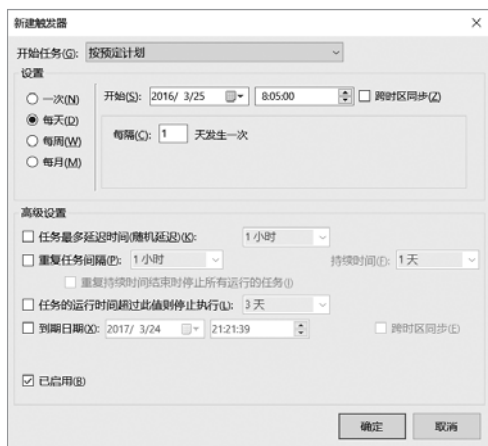 新建触发器
开始任务(G): 按预定计划
设置
一次(N)
每天(D)
每周(W)
每月(M)
开始(S): 2016/ 3/25 8:05:00 跨时区同步(Z)
每隔(C): 1 天发生一次
高级设置
任务最多延迟时间(随机延迟)(K): 1 小时
重复任务间隔(P): 1 小时 持续时间(F): 1 天
重复持续时间结束时停止所有运行的任务(I)
任务的运行时间超过此值则停止执行(L): 3 天
到期日期(X): 2017/ 3/24 21:21:39 跨时区同步(E)
已启用(B)
确定 取消